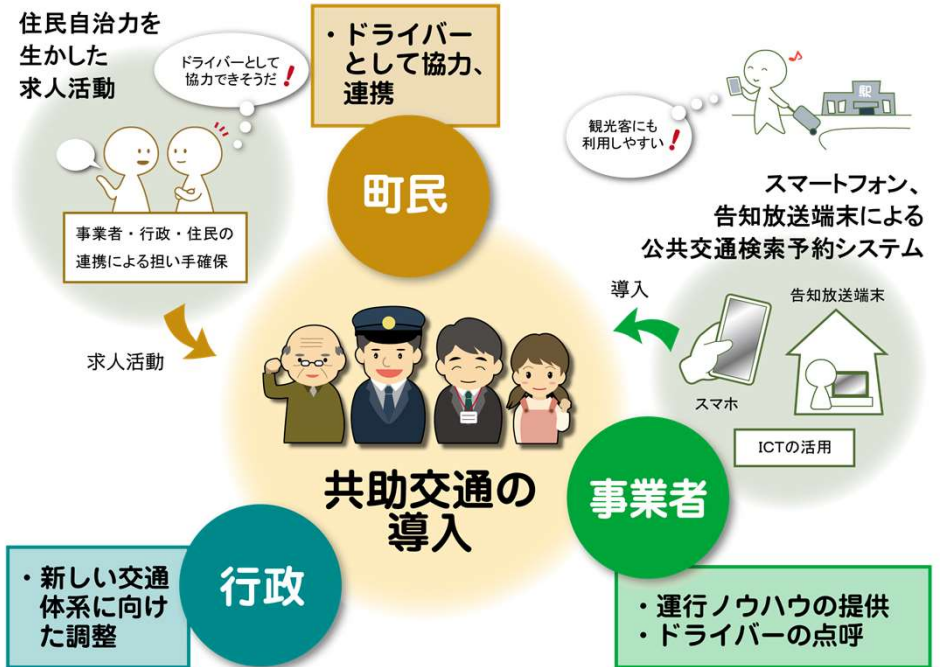 住民自治力を
生かした
求人活動
ドライバーとして
協力できそうだ！
・ドライバー
として協力、
連携
町民
駅
観光客にも
利用しやすい！
スマートフォン、
告知放送端末による
公共交通検索予約システム
事業者・行政・住民の
連携による担い手確保
求人活動
導入
告知放送端末
スマホ
ICTの活用
共助交通の
導入
事業者
行政
・新しい交通
体系に向け
た調整
・運行ノウハウの提供
・ドライバーの点呼